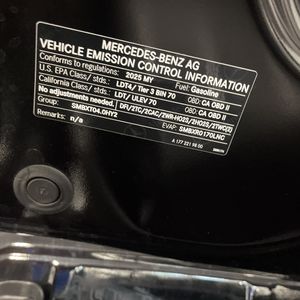 MERCEDES-BENZ AG
VEHICLE EMISSION CONTROL INFORMATION
Conforms to regulations: 2025 MY Fuel: Gasoline
U.S. EPA Class / stds.: LDT4/ Tier 3 BIN 70 OBD: CA OBD II
California Class / stds.: LDT/ ULEV 70 OBD: CA OBD II
No adjustments needed. DFI/2TC/2CAC/2WR-HO2S/2HO2S/2TWC(2)
Group: SMBXT04.0HY2 EVAP: SMBXR0170LNC
Remarks: n/a
A 177 221 98 00